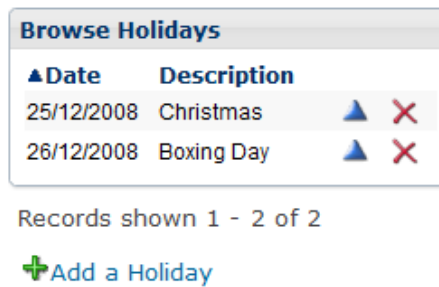 Browse Holidays
Date Description
25/12/2008 Christmas
26/12/2008 Boxing Day
Records shown 1 - 2 of 2
Add a Holiday